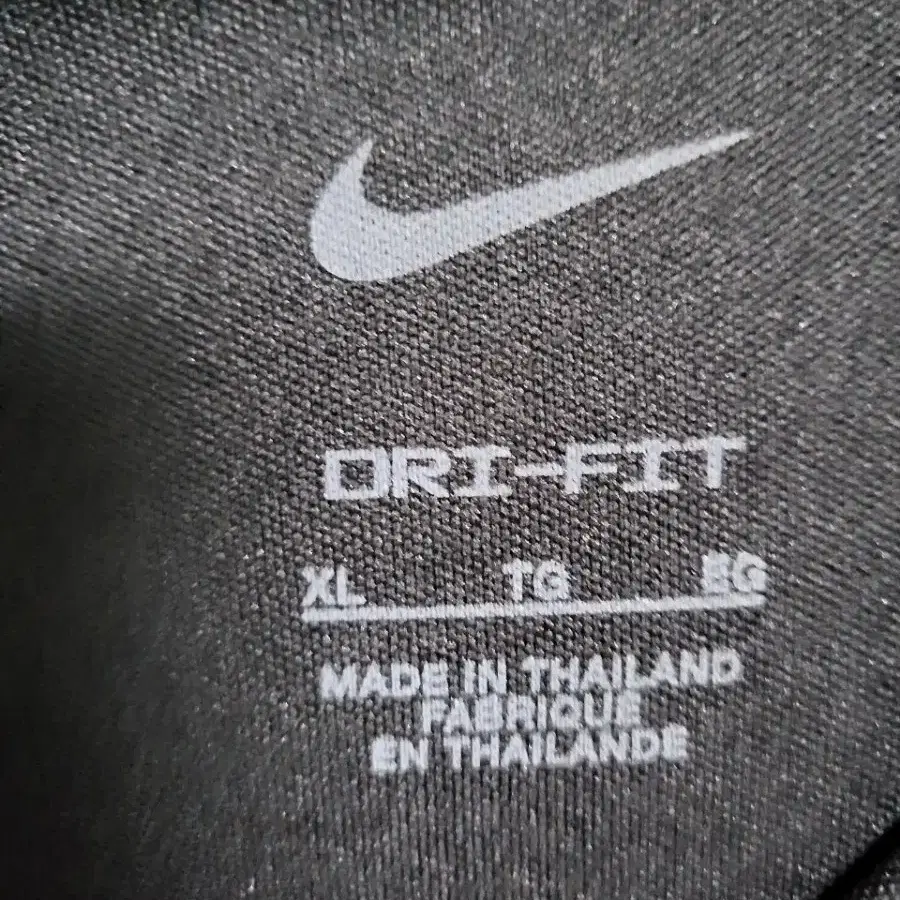 DRI-FIT
XL TG EG
MADE IN THAILAND
FABRIQUE
EN THAILANDE